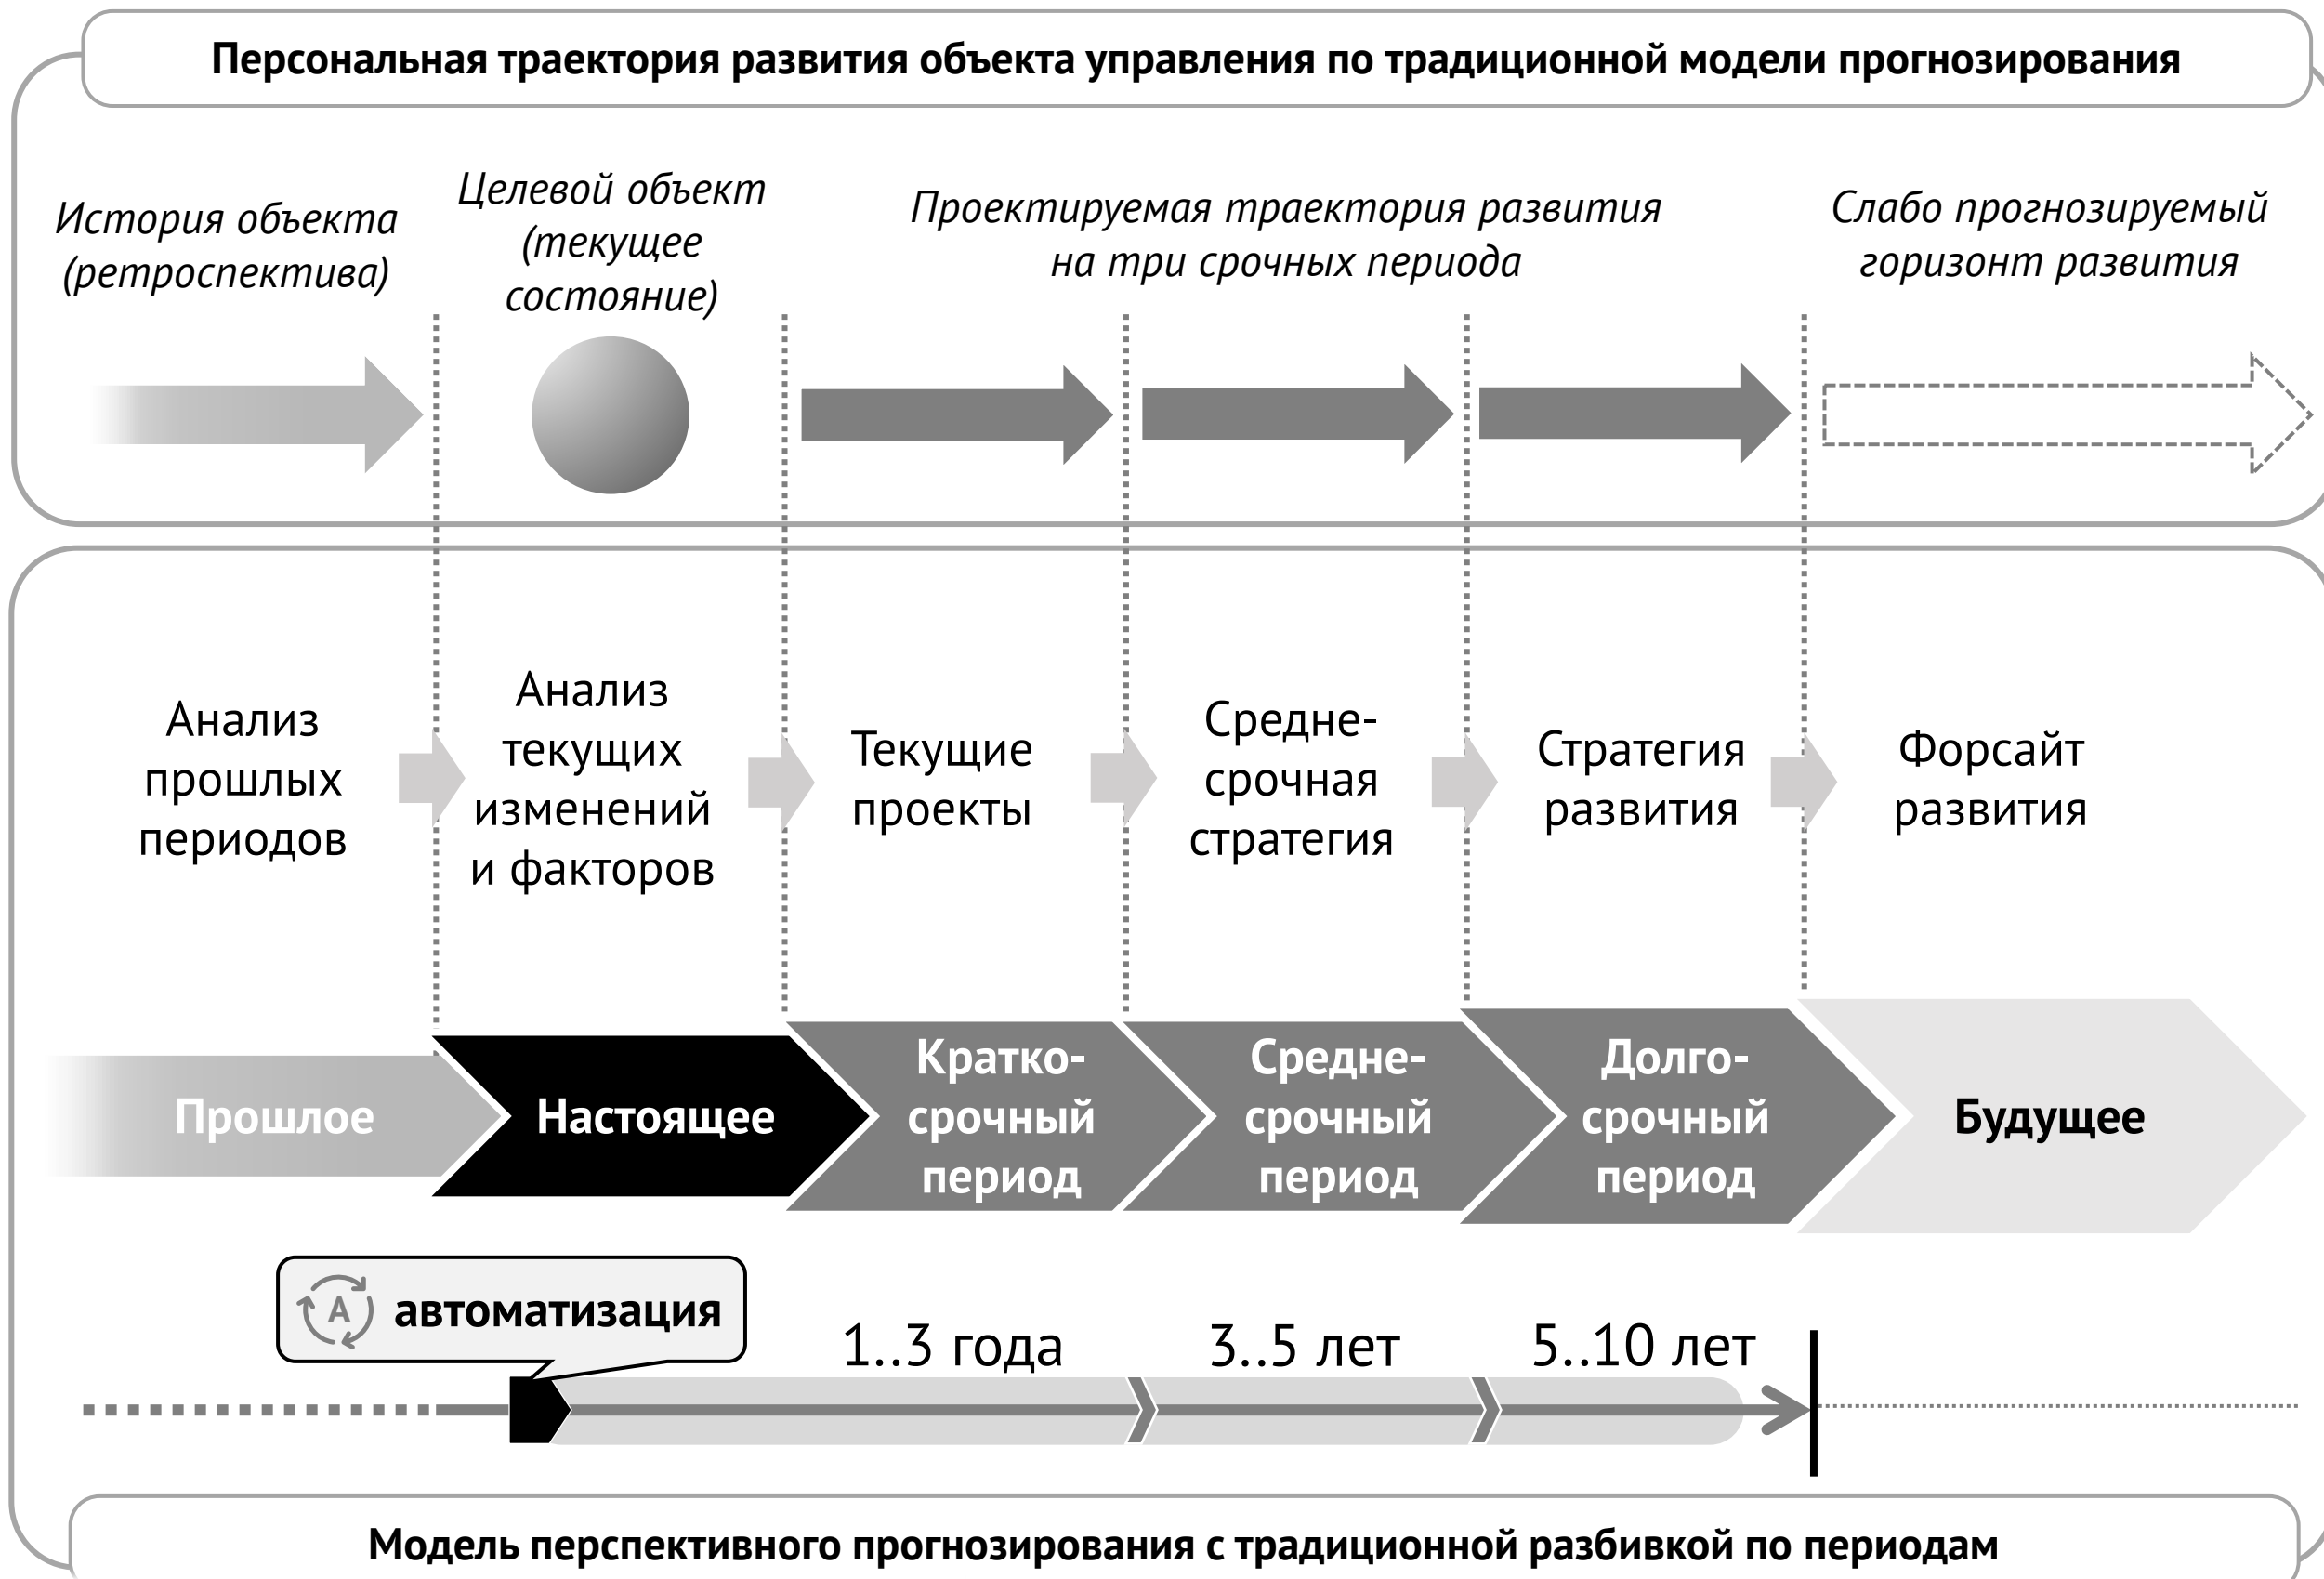 Персональная траектория развития объекта управления по традиционной модели прогнозирования
История объекта
(ретроспектива)
Целевой объект
(текущее
состояние)
Проектируемая траектория развития
на три срочных периода
Слабо прогнозируемый
горизонт развития
Анализ
прошлых
периодов
Анализ
текущих
изменений
и факторов
Текущие
проекты
Средне-
срочная
стратегия
Стратегия
развития
Форсайт
развития
Прошлое
Настоящее
Кратко-
срочный
период
Средне-
срочный
период
Долго-
срочный
период
Будущее
А
автоматизация
1..3 года
3..5 лет
5..10 лет
Модель перспективного прогнозирования с традиционной разбивкой по периодам